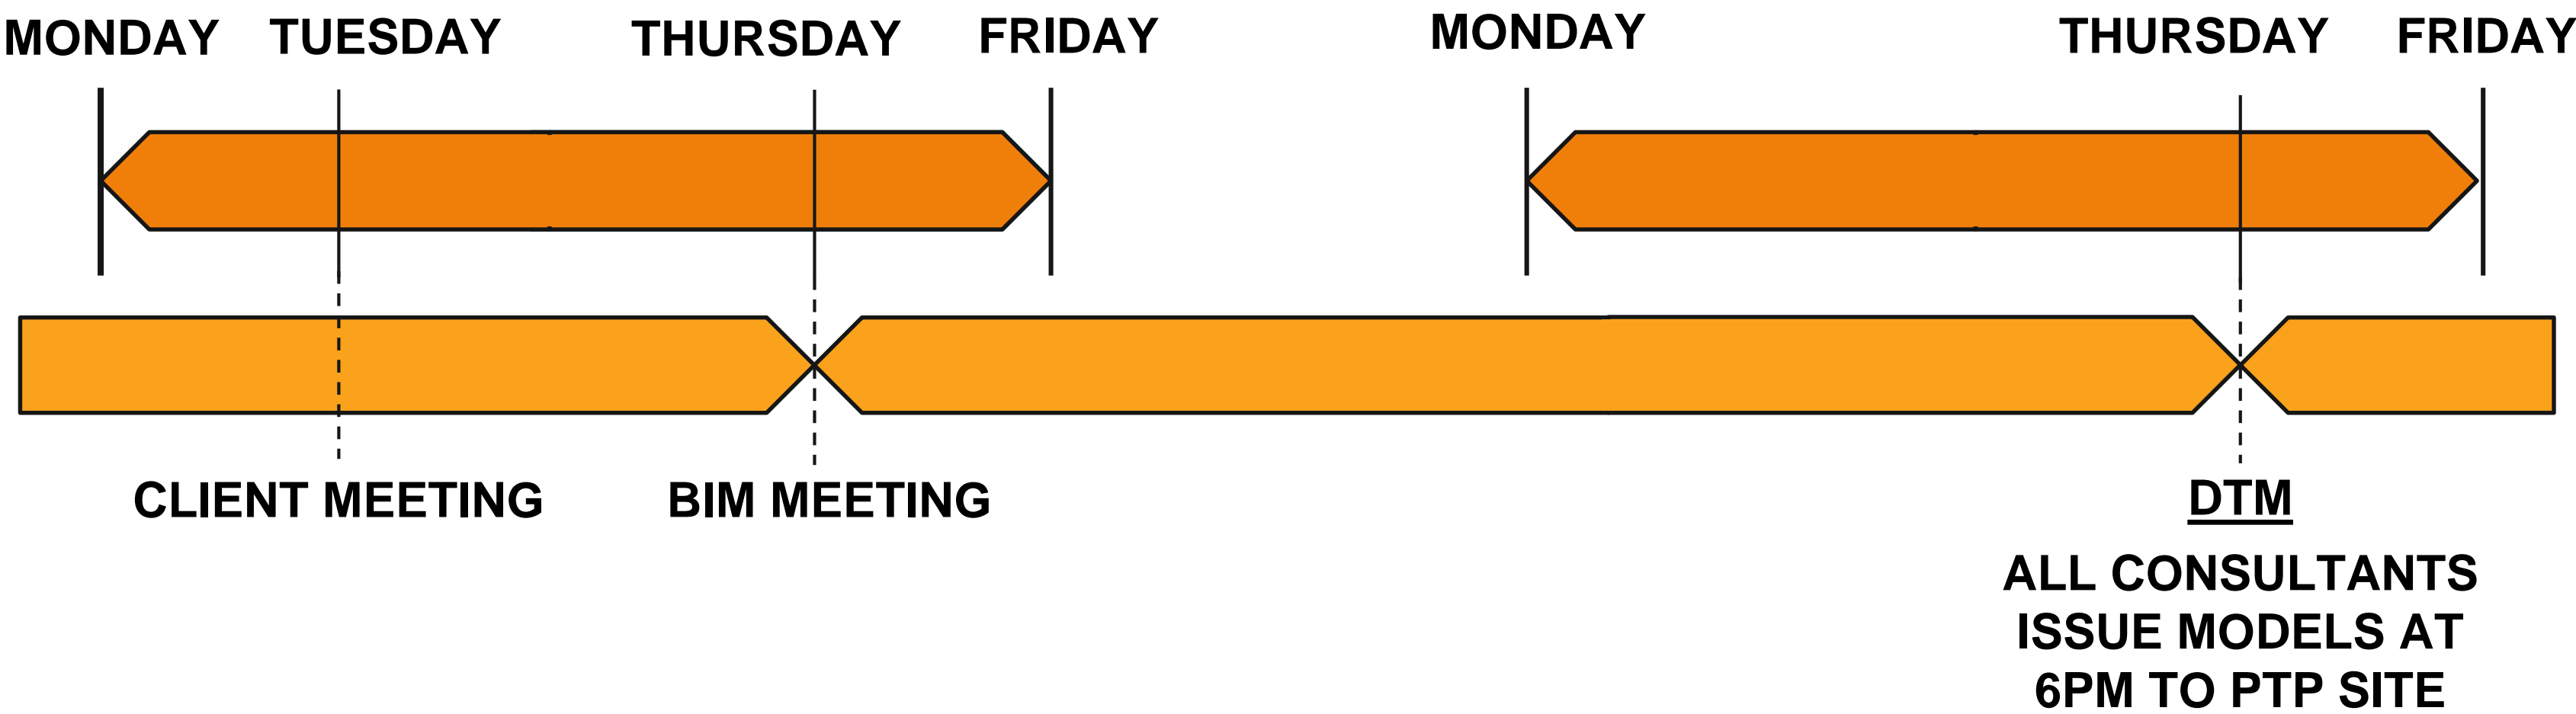 MONDAY TUESDAY THURSDAY FRIDAY MONDAY THURSDAY FRIDAY
CLIENT MEETING BIM MEETING DTM
ALL CONSULTANTS
ISSUE MODELS AT
6PM TO PTP SITE